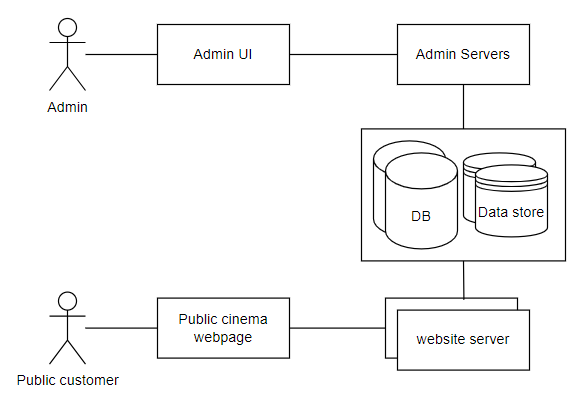 Admin UI
Admin Servers
Admin
DB
Data store
Public cinema
webpage
website server
Public customer